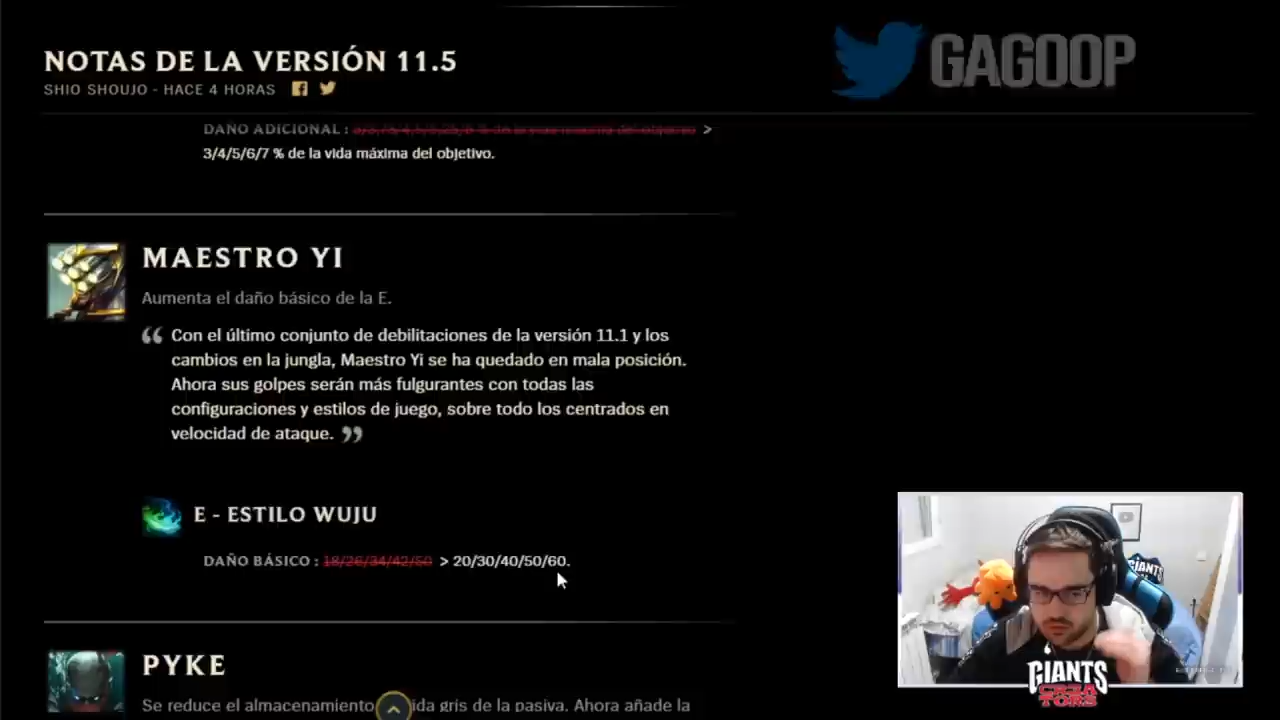 NOTAS DE LA VERSIÓN 11.5
SHIO SHOUJO - HACE 4 HORAS
GAGOOP
DAÑO ADICIONAL : >
3/4/5/6/7 % de la vida máxima del objetivo.
MAESTRO YI
Aumenta el daño básico de la E.
Con el último conjunto de debilitaciones de la versión 11.1 y los
cambios en la jungla, Maestro Yi se ha quedado en mala posición.
Ahora sus golpes serán más fulgurantes con todas las
configuraciones y estilos de juego, sobre todo los centrados en
velocidad de ataque.
E - ESTILO WUJU
DAÑO BÁSICO : 18/26/34/42/50 > 20/30/40/50/60.
PYKE
Se reduce el almacenamiento ida gris de la pasiva. Ahora añade la
GIANTS
GIANTS
CR3A
TORS